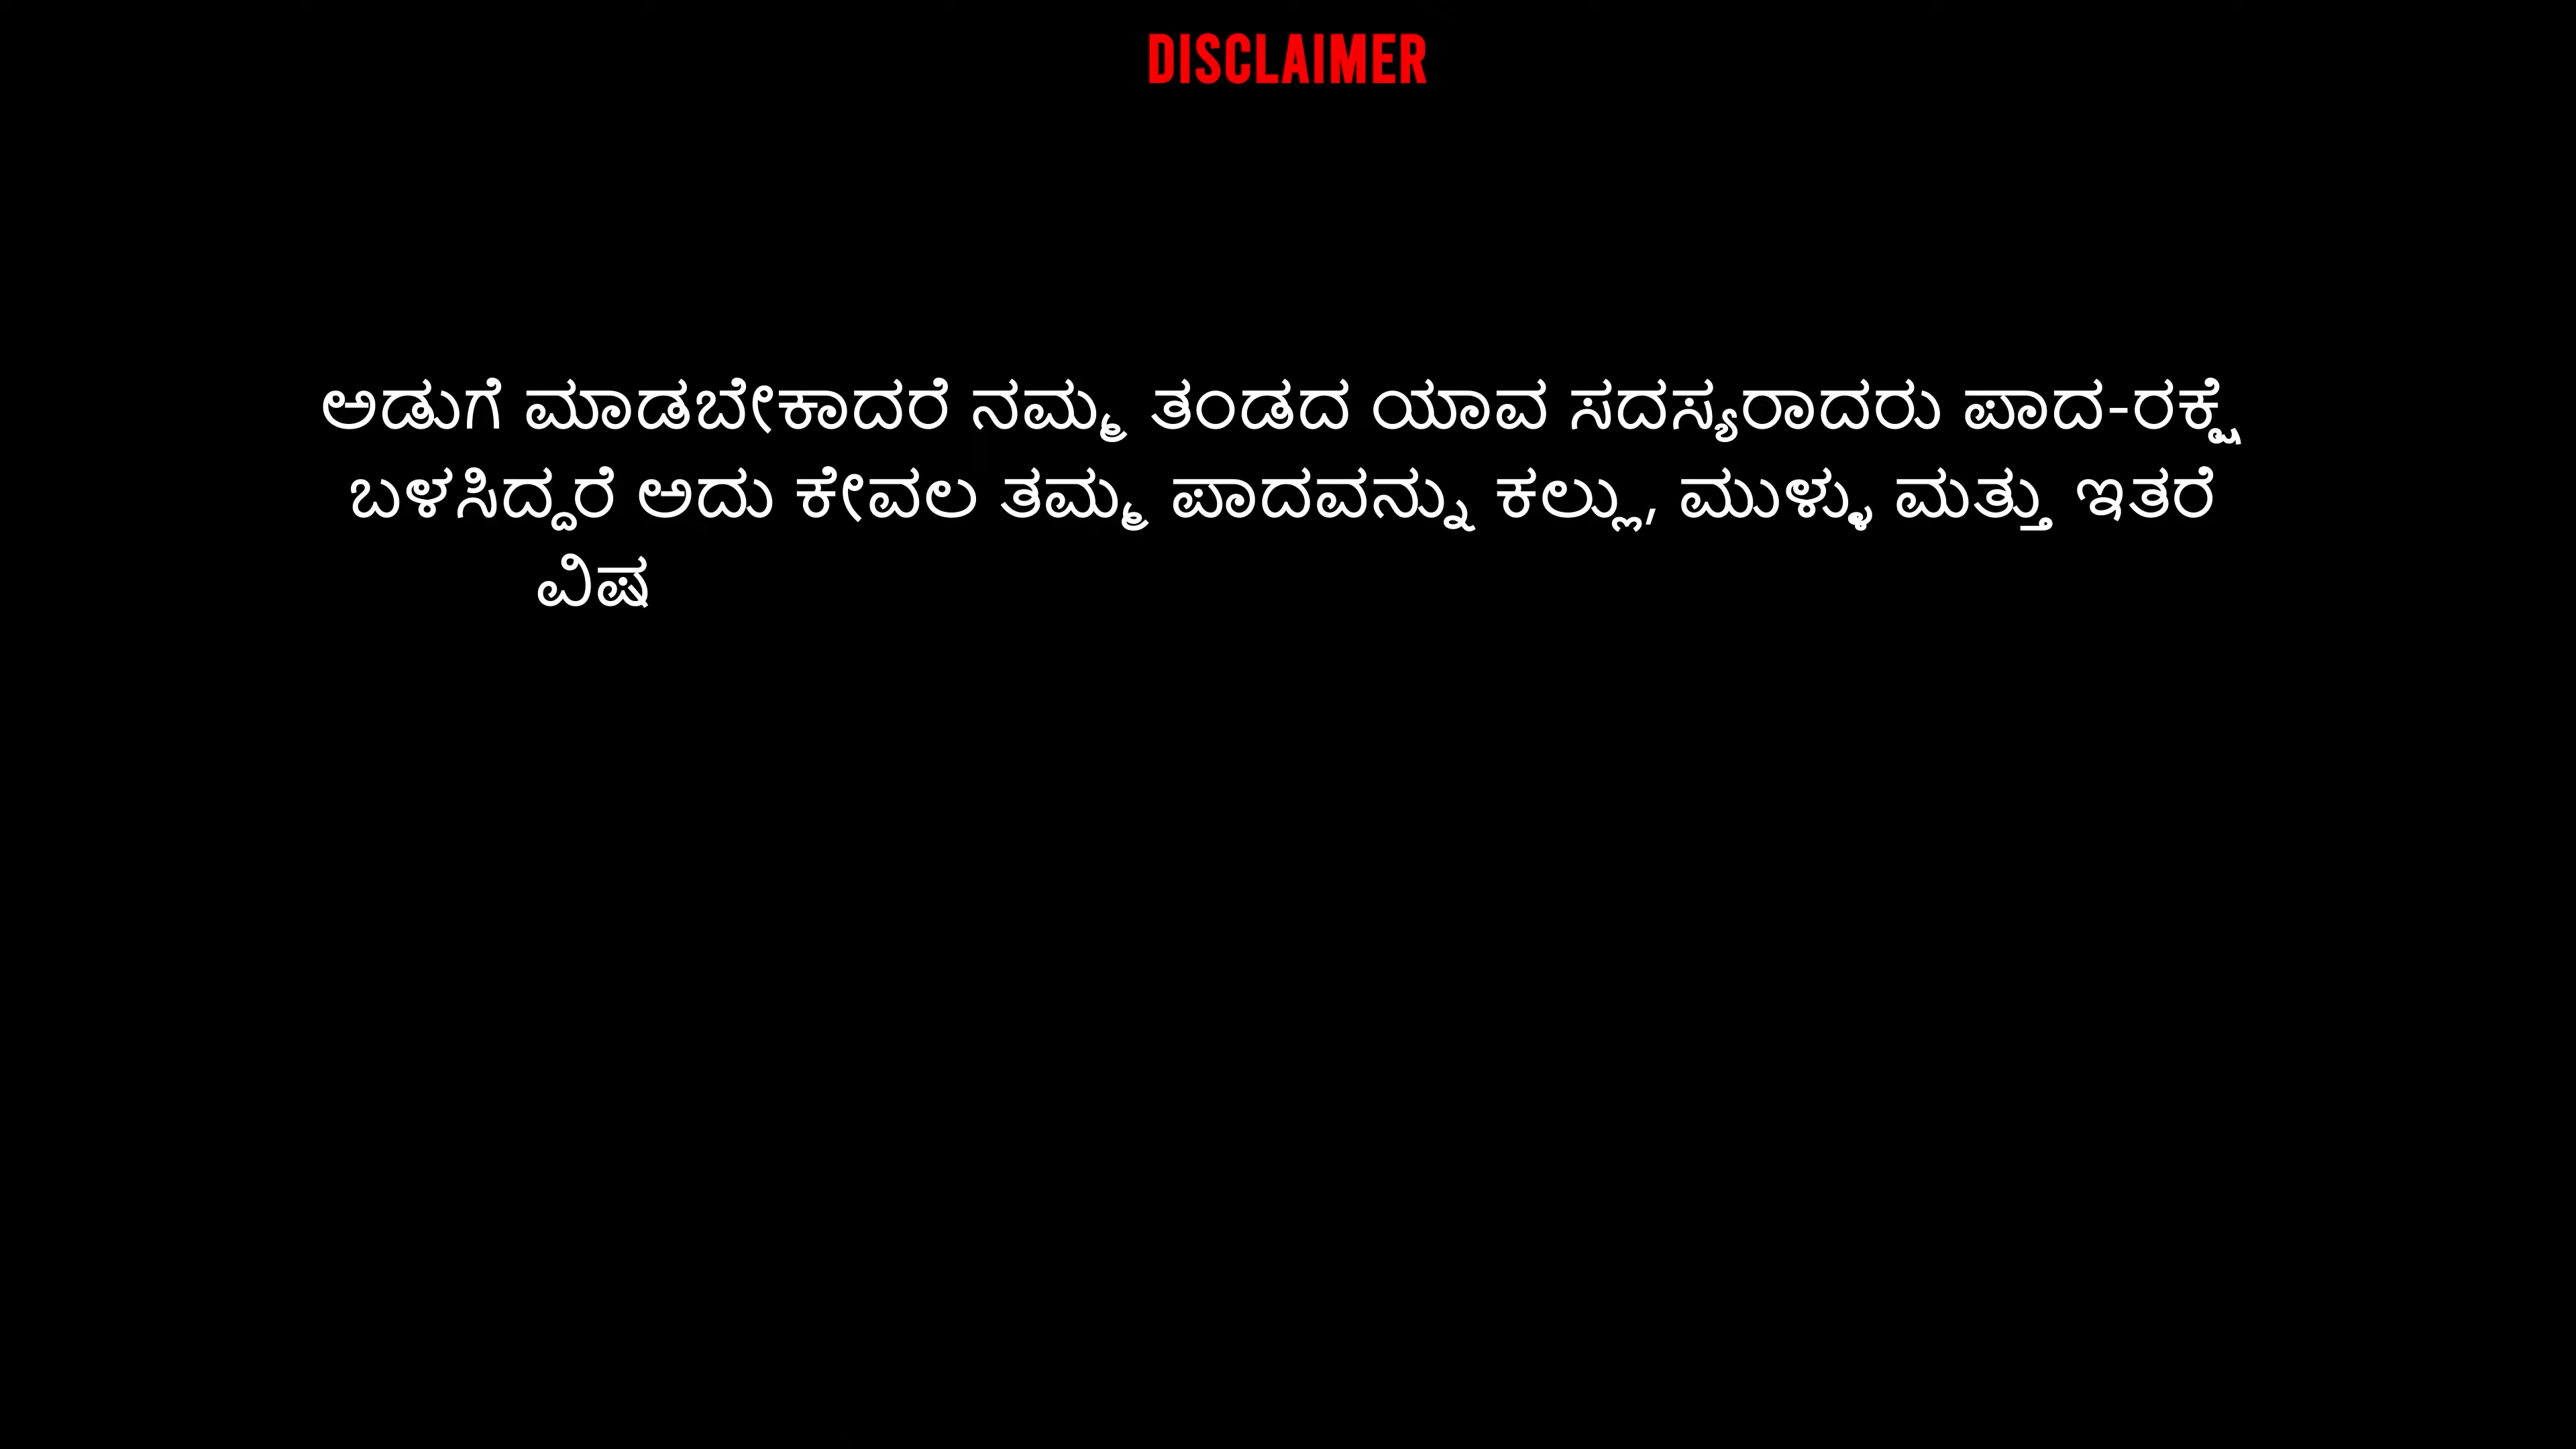 DISCLAIMER
ಅಡುಗೆ ಮಾಡಬೇಕಾದರೆ ನಮ್ಮ ತಂಡದ ಯಾವ ಸದಸ್ಯರಾದರು ಪಾದ-ರಕ್ಷೆ
ಬಳಸಿದ್ದರೆ ಅದು ಕೇವಲ ತಮ್ಮ ಪಾದವನ್ನು ಕಲ್ಲು, ಮುಳ್ಳು ಮತ್ತು ಇತರೆ
ವಿಷ